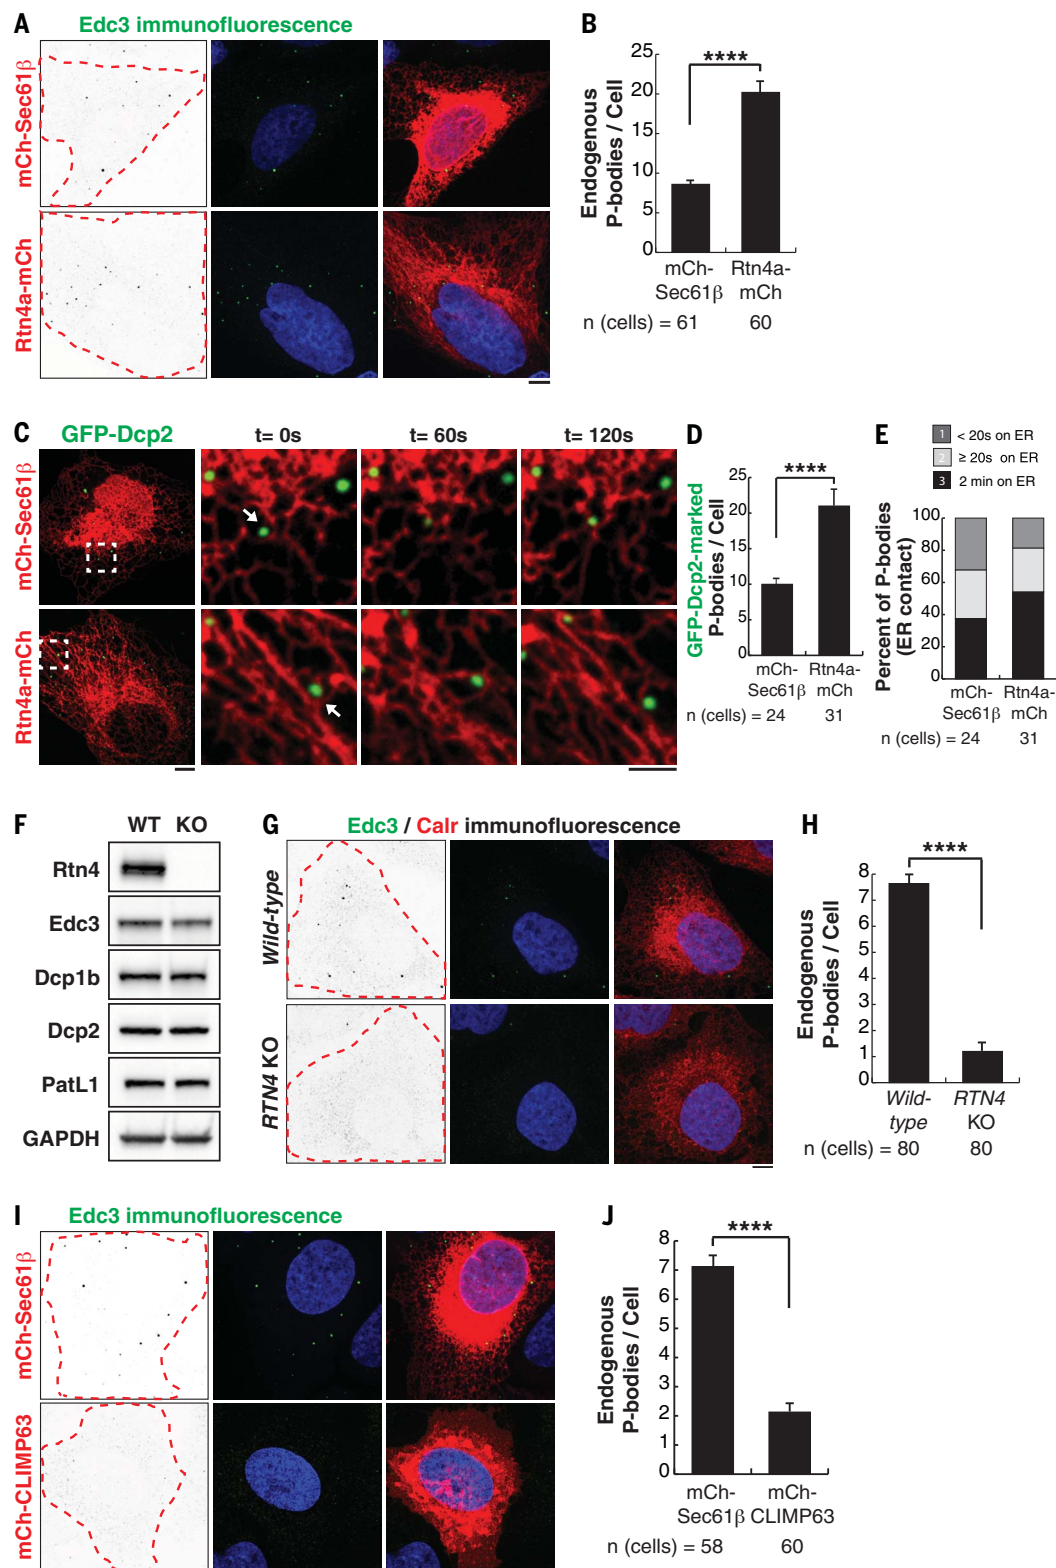 A
Edc3 immunofluorescence
mCh-Sec61β
Rtn4a-mCh
B
Endogenous
P-bodies / Cell
25
20
15
10
5
0
****
mCh-
Sec61β
Rtn4a-
mCh
n (cells) = 61
60
C
GFP-Dcp2
t= 0s
t= 60s
t= 120s
mCh-Sec61β
Rtn4a-mCh
D
GFP-Dcp2-marked
P-bodies / Cell
25
20
15
10
5
0
****
mCh-
Sec61β
Rtn4a-
mCh
n (cells) = 24
31
E
1 < 20s on ER
2 ≥ 20s on ER
3 2 min on ER
Percent of P-bodies
(ER contact)
100
80
60
40
20
0
mCh-
Sec61β
Rtn4a-
mCh
n (cells) = 24
31
F
WT KO
Rtn4
Edc3
Dcp1b
Dcp2
PatL1
GAPDH
G
Edc3 / Calr immunofluorescence
Wild-type
RTN4 KO
H
Endogenous
P-bodies / Cell
8
7
6
5
4
3
2
1
0
****
Wild-
type
RTN4
KO
n (cells) = 80
80
I
Edc3 immunofluorescence
mCh-Sec61β
mCh-CLIMP63
J
Endogenous
P-bodies / Cell
8
7
6
5
4
3
2
1
0
****
mCh-
Sec61β
mCh-
CLIMP63
n (cells) = 58
60